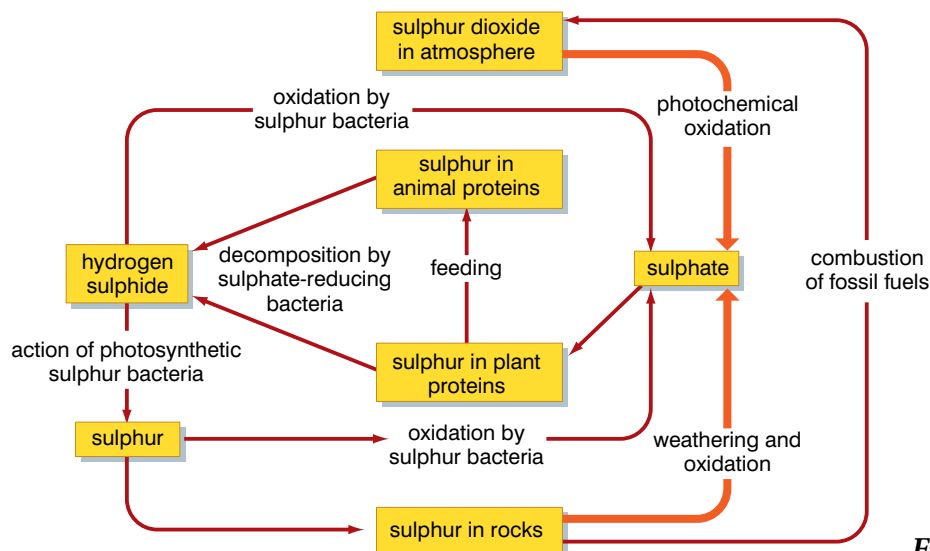 sulphur dioxide
in atmosphere
oxidation by
sulphur bacteria
photochemical
oxidation
sulphur in
animal proteins
hydrogen
sulphide
decomposition by
sulphate-reducing
bacteria
feeding
sulphate
combustion
of fossil fuels
action of photosynthetic
sulphur bacteria
sulphur in plant
proteins
sulphur
oxidation by
sulphur bacteria
weathering and
oxidation
sulphur in rocks